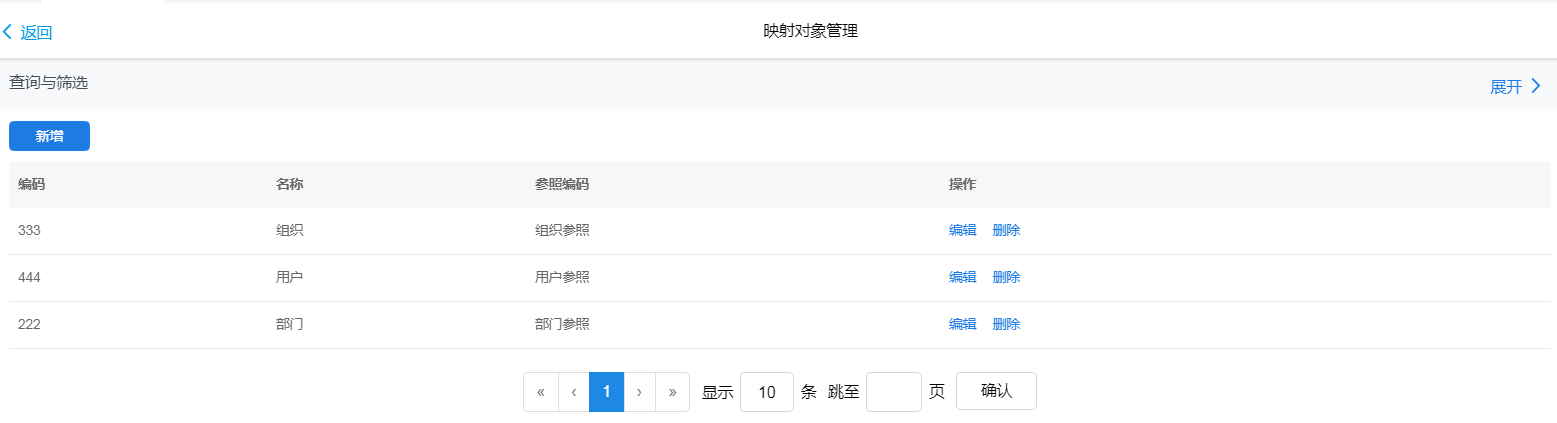 返回 映射对象管理
查询与筛选 展开
新增
编码 名称 参照编码 操作
333 组织 组织参照 编辑 删除
444 用户 用户参照 编辑 删除
222 部门 部门参照 编辑 删除
« ‹ 1 › » 显示 10 条 跳至 页 确认